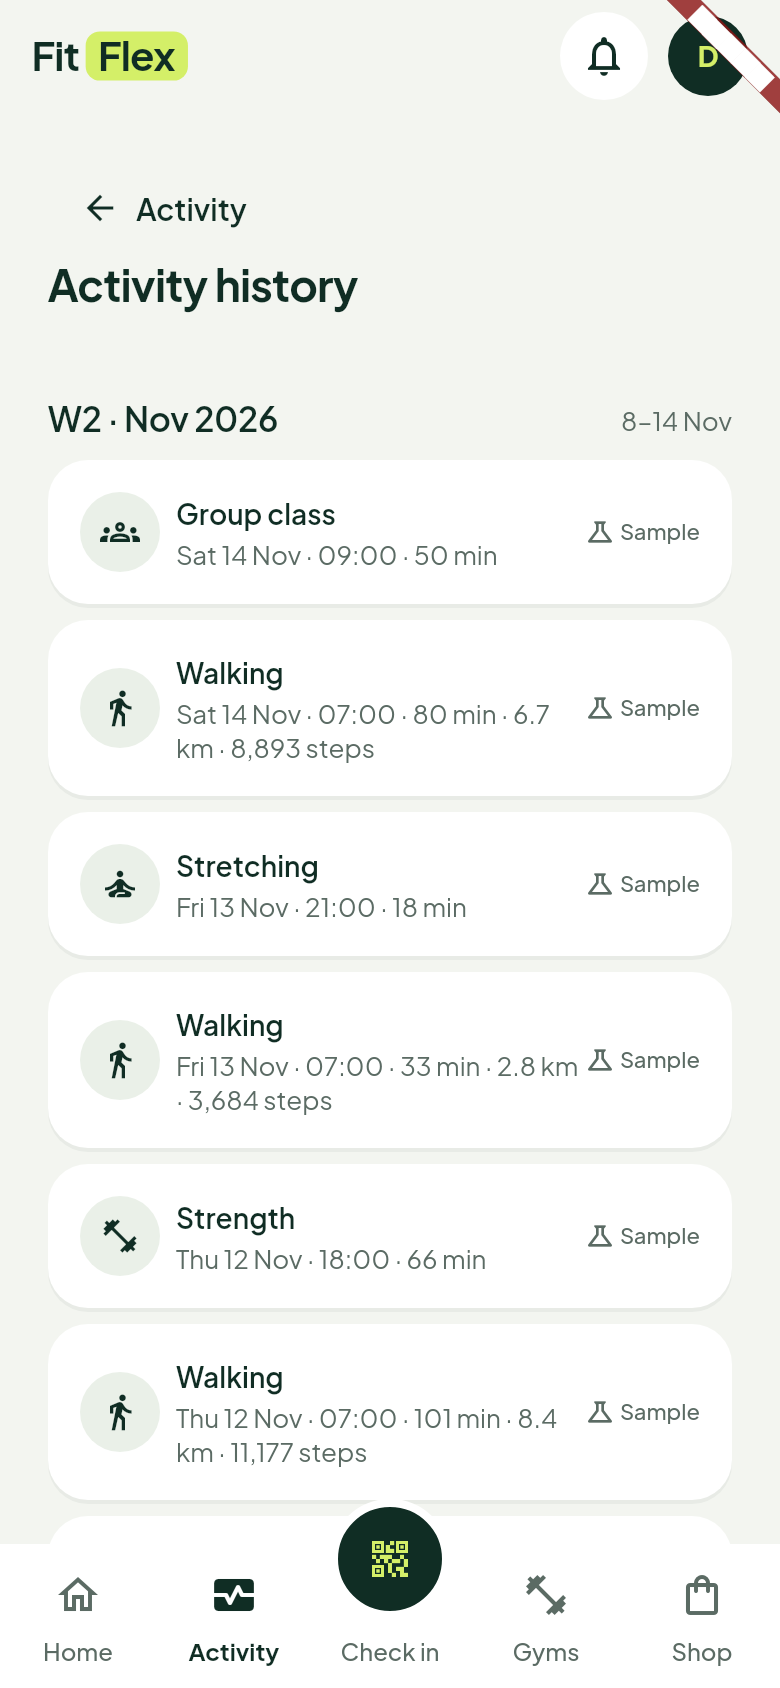 Fit Flex
D
Activity
Activity history
W2 · Nov 2026
8–14 Nov
Group class
Sat 14 Nov · 09:00 · 50 min
Sample
Walking
Sat 14 Nov · 07:00 · 80 min · 6.7
km · 8,893 steps
Sample
Stretching
Fri 13 Nov · 21:00 · 18 min
Sample
Walking
Fri 13 Nov · 07:00 · 33 min · 2.8 km
· 3,684 steps
Sample
Strength
Thu 12 Nov · 18:00 · 66 min
Sample
Walking
Thu 12 Nov · 07:00 · 101 min · 8.4
km · 11,177 steps
Sample
Home
Activity
Check in
Gyms
Shop